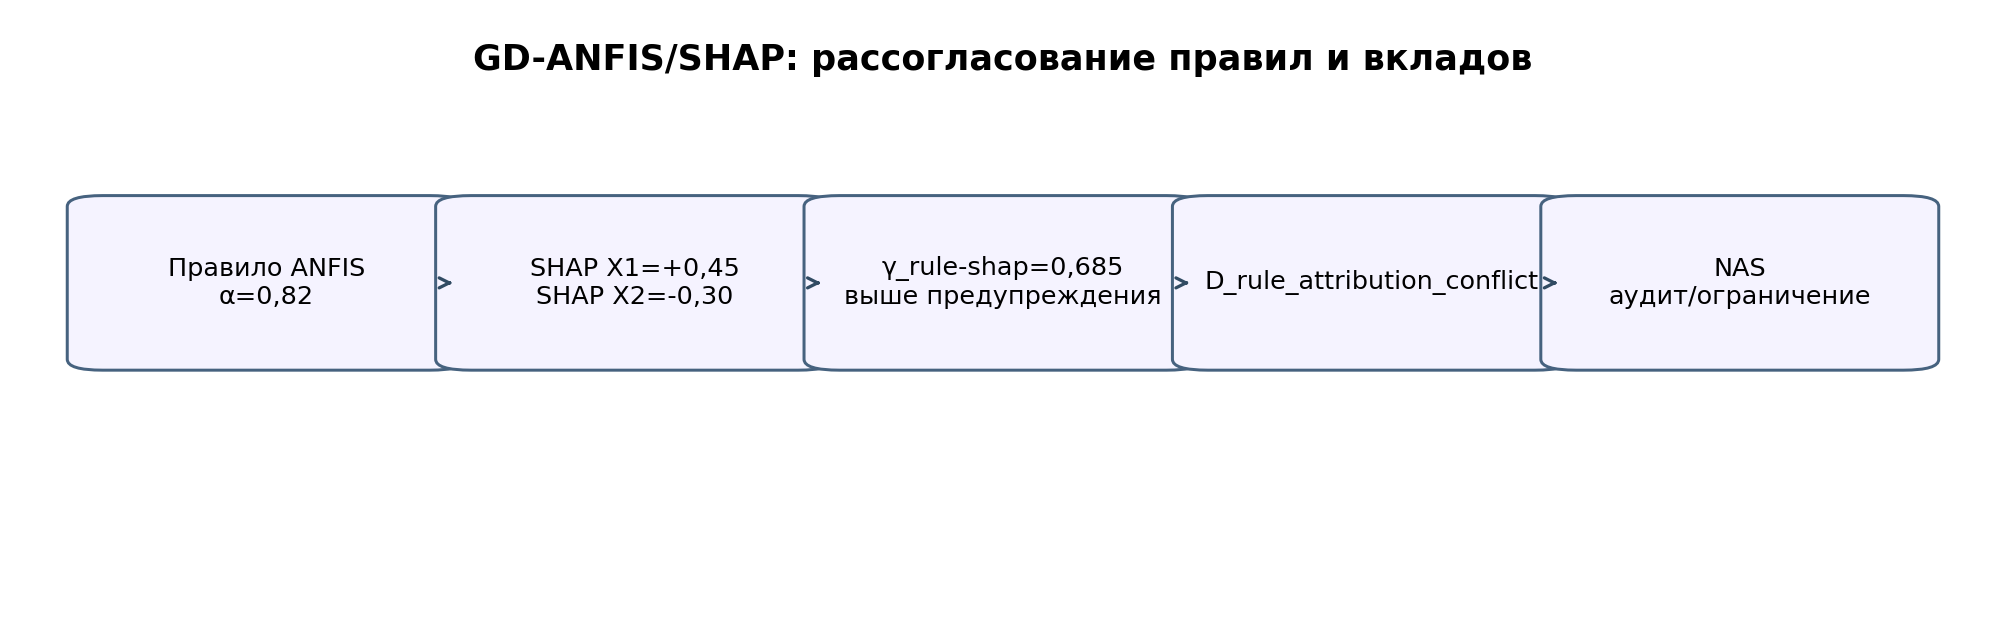 GD-ANFIS/SHAP: рассогласование правил и вкладов
Правило ANFIS
α=0,82
SHAP X1=+0,45
SHAP X2=-0,30
γ_rule-shap=0,685
выше предупреждения
D_rule_attribution_conflict
NAS
аудит/ограничение